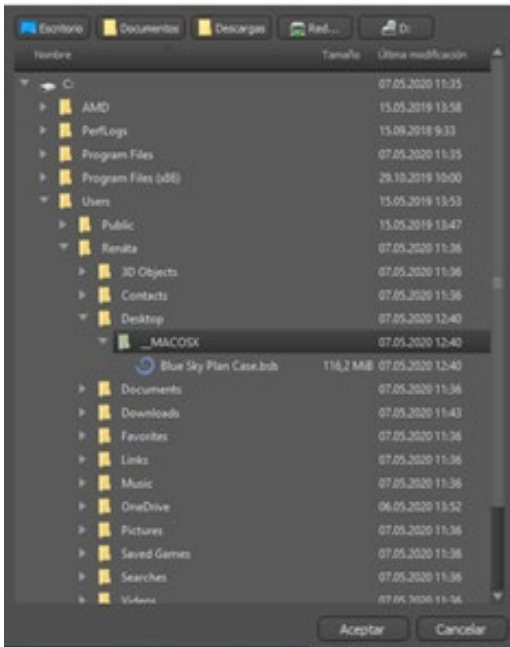 Escritorio Documentos Descargas Red... D:
Nombre Tamaño Última modificación
C: 07.05.2020 11:35
AMD 15.05.2019 13:58
PerfLogs 15.09.2018 9:33
Program Files 07.05.2020 11:35
Program Files (x86) 29.10.2019 10:00
Users 15.05.2019 13:53
Public 15.05.2019 13:47
Renáta 07.05.2020 11:36
3D Objects 07.05.2020 11:36
Contacts 07.05.2020 11:36
Desktop 07.05.2020 12:40
__MACOSX 07.05.2020 12:40
Blue Sky Plan Case.bsb 116,2 MiB 07.05.2020 12:40
Documents 07.05.2020 11:36
Downloads 07.05.2020 11:43
Favorites 07.05.2020 11:36
Links 07.05.2020 11:36
Music 07.05.2020 11:36
OneDrive 06.05.2020 13:52
Pictures 07.05.2020 11:36
Saved Games 07.05.2020 11:36
Searches 07.05.2020 11:36
Videos 07.05.2020 11:36
Aceptar Cancelar